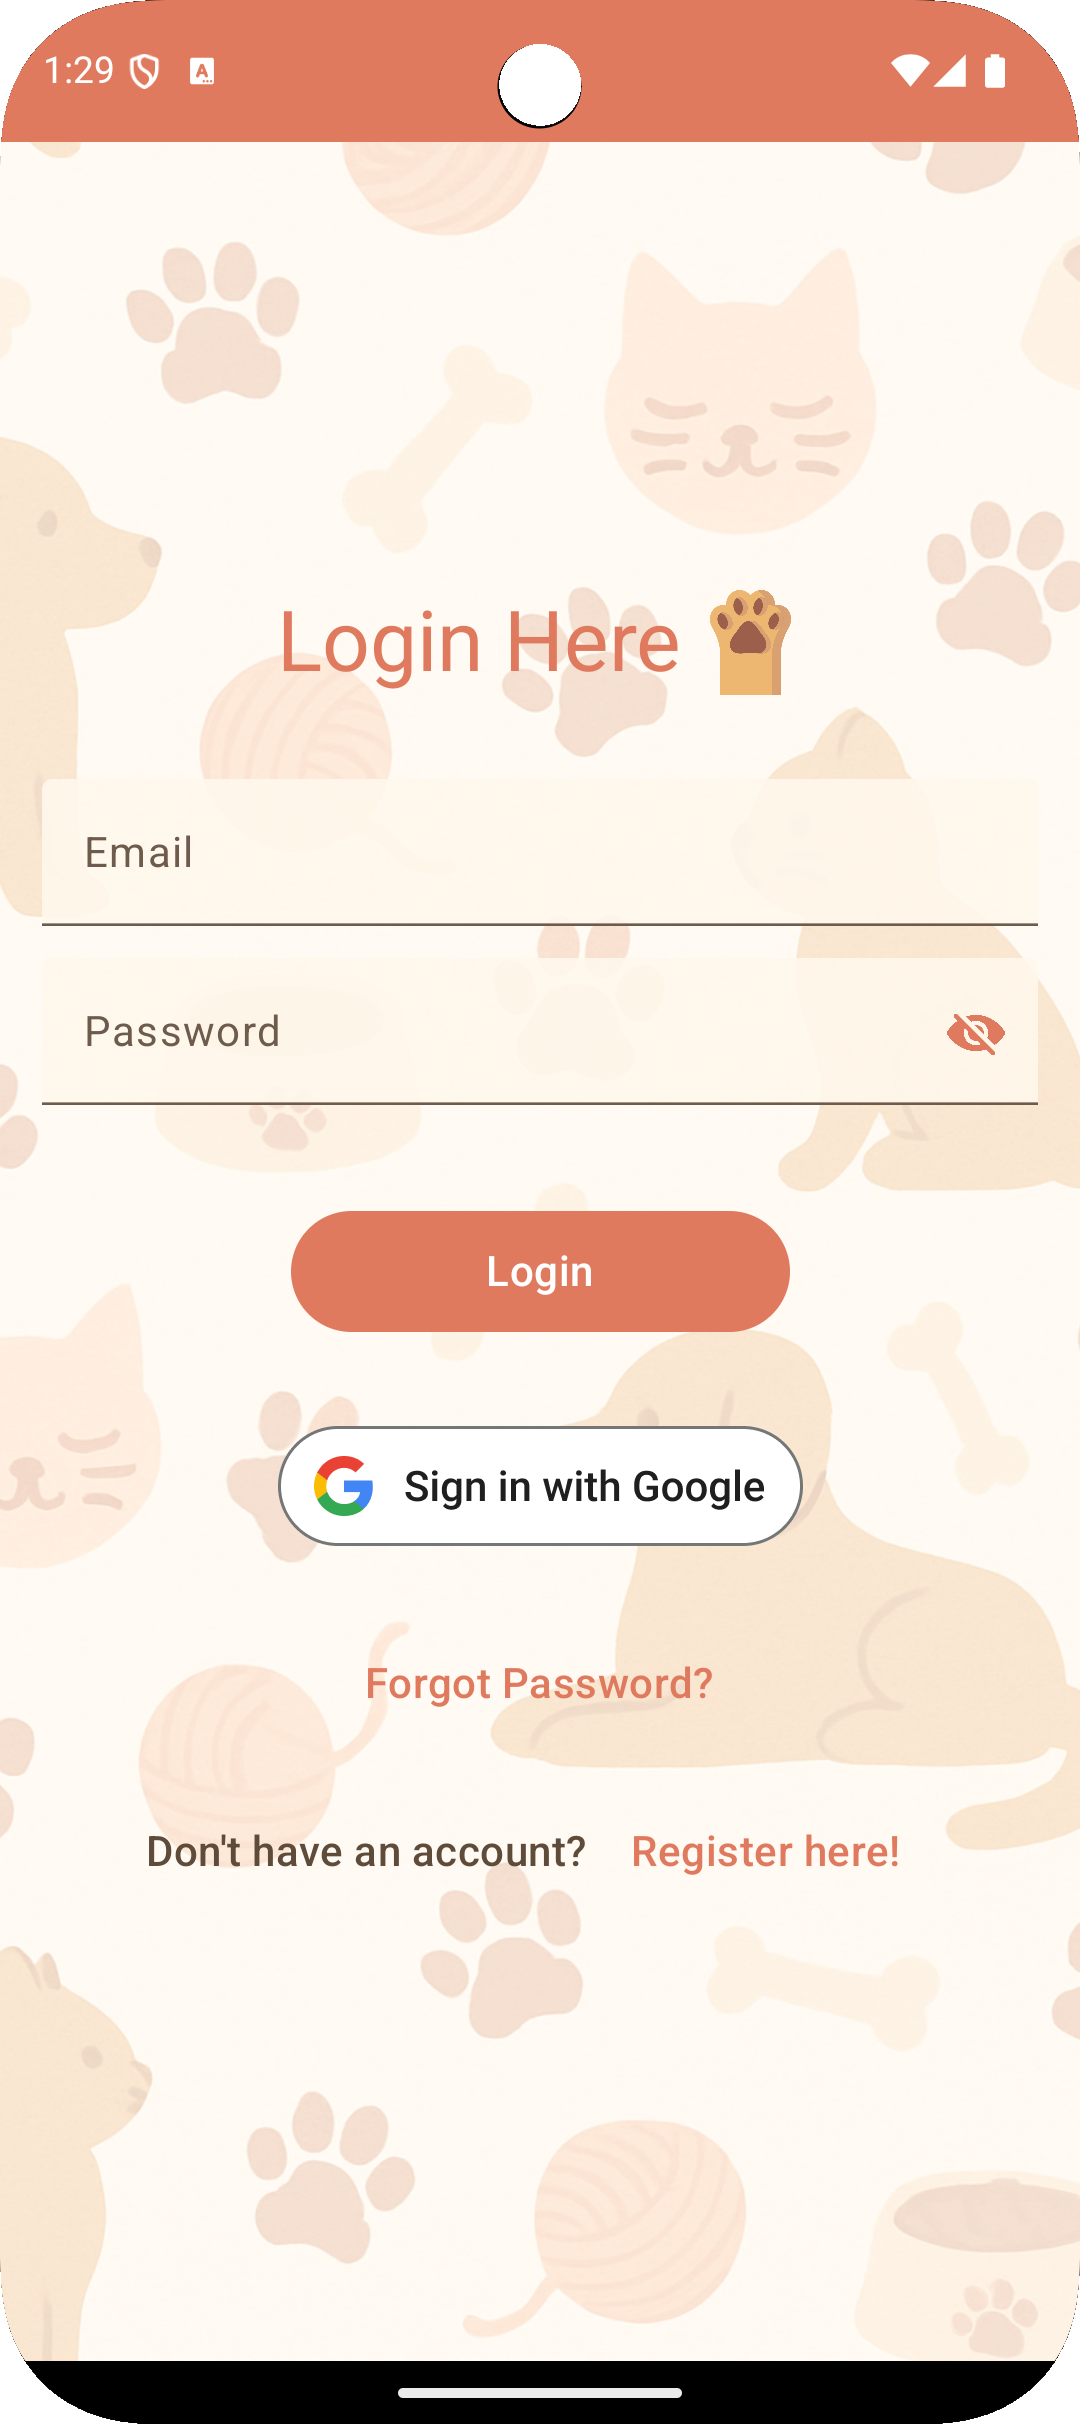 1:29
Login Here
Email
Password
Login
Sign in with Google
Forgot Password?
Don't have an account? Register here!